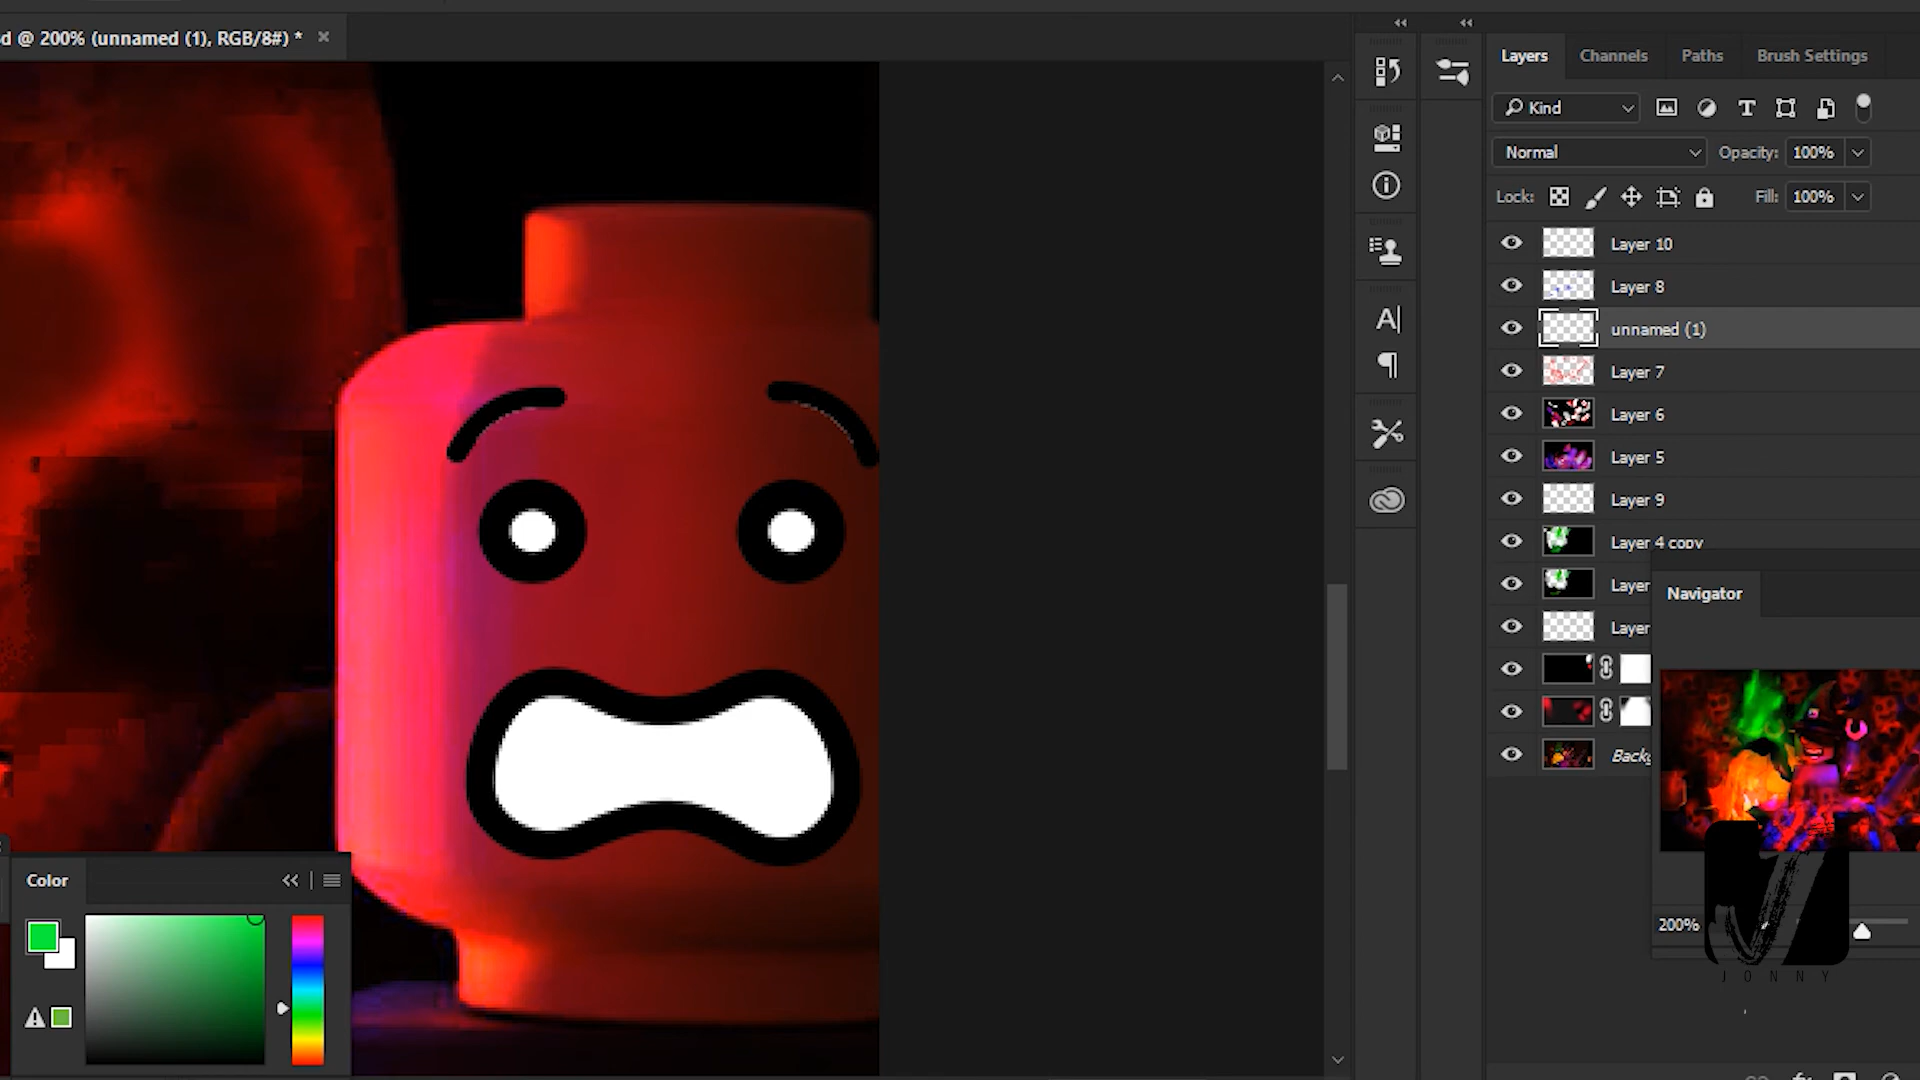 d @ 200% (unnamed (1), RGB/8#) *
Layers
Channels
Paths
Brush Settings
Kind
Normal
Opacity: 100%
Lock:
Fill: 100%
Layer 10
Layer 8
unnamed (1)
Layer 7
Layer 6
Layer 5
Layer 9
Layer 4 copy
Layer
Layer
Backg
Navigator
200%
Color
JONNY